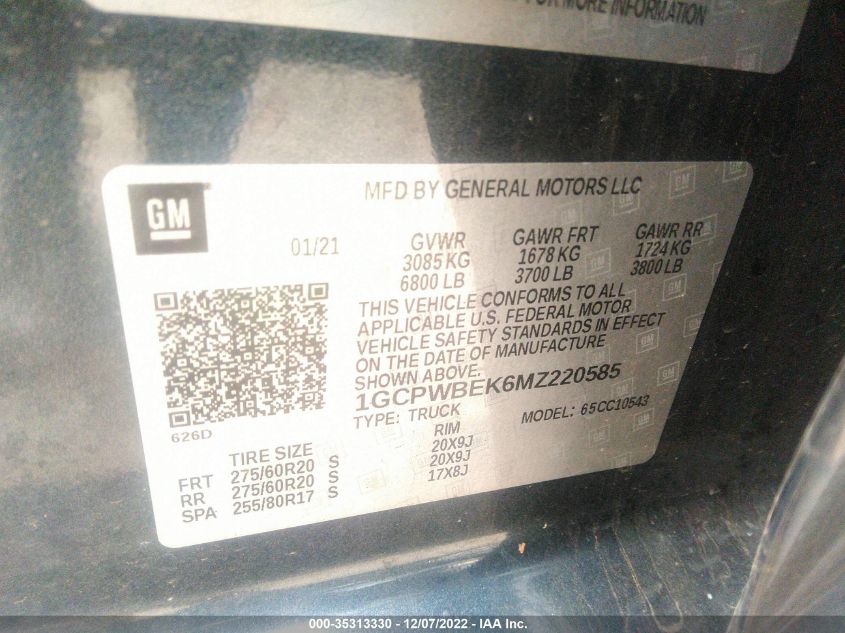 FOR MORE INFORMATION
GM
MFD BY GENERAL MOTORS LLC
01/21
GVWR GAWR FRT GAWR RR
3085 KG 1678 KG 1724 KG
6800 LB 3700 LB 3800 LB
THIS VEHICLE CONFORMS TO ALL
APPLICABLE U.S. FEDERAL MOTOR
VEHICLE SAFETY STANDARDS IN EFFECT
ON THE DATE OF MANUFACTURE
SHOWN ABOVE.
1GCPWBEK6MZ220585
TYPE: TRUCK MODEL: 65CC10543
626D
TIRE SIZE RIM
FRT 275/60R20 S 20X9J
RR 275/60R20 S 20X9J
SPA 255/80R17 S 17X8J
000-35313330 - 12/07/2022 - IAA Inc.